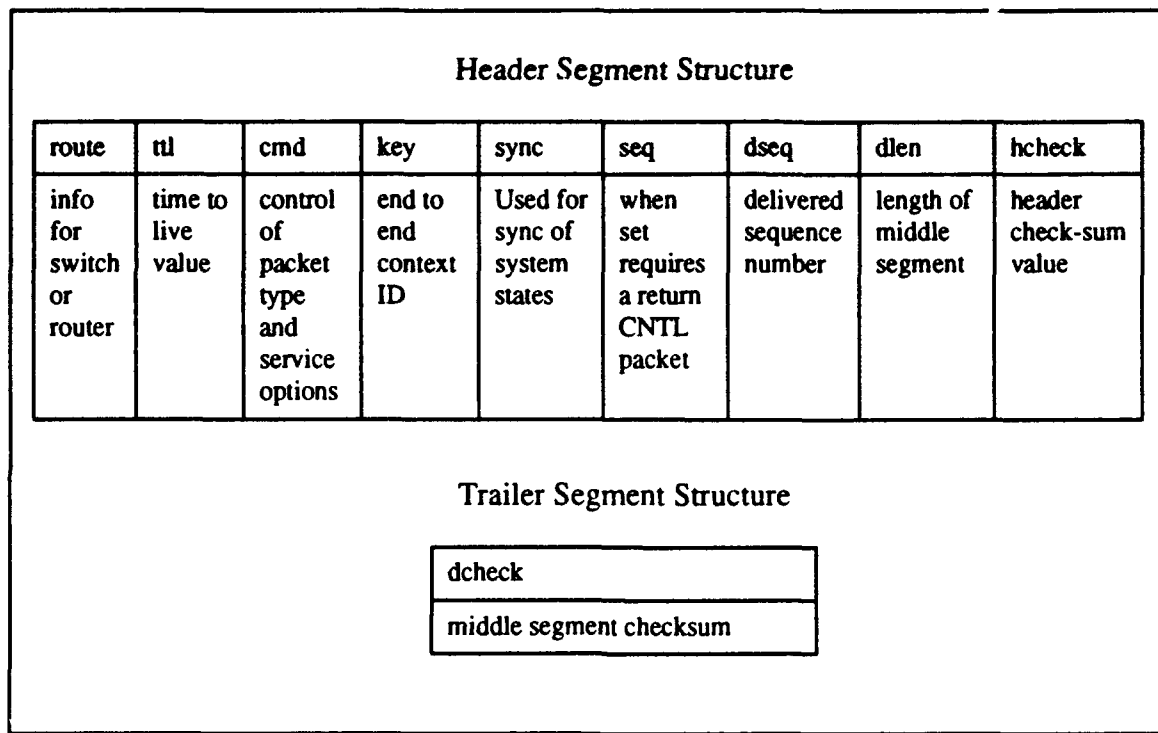 Header Segment Structure
route ttl cmd key sync seq dseq dlen hcheck
info for switch or router
time to live value
control of packet type and service options
end to end context ID
Used for sync of system states
when set requires a return CNTL packet
delivered sequence number
length of middle segment
header check-sum value
Trailer Segment Structure
dcheck
middle segment checksum